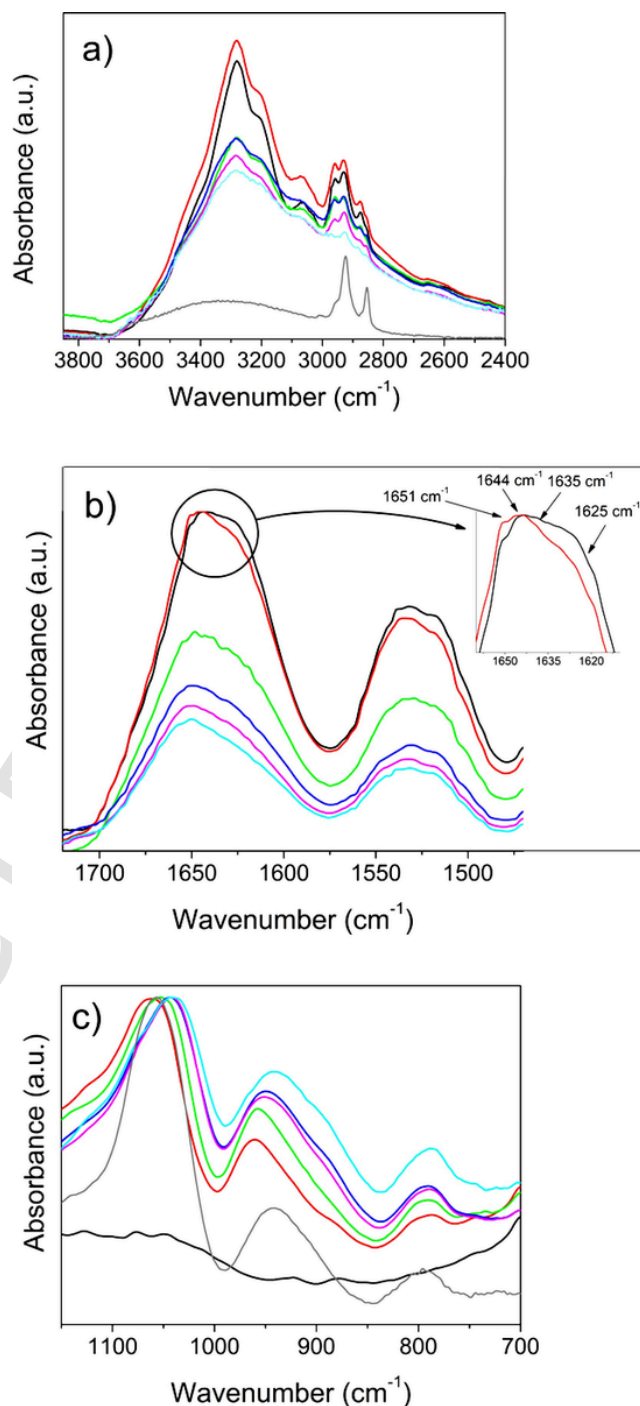 a)
Absorbance (a.u.)
3800 3600 3400 3200 3000 2800 2600 2400
Wavenumber (cm⁻¹)
b)
1651 cm⁻¹
1644 cm⁻¹
1635 cm⁻¹
1625 cm⁻¹
1650 1635 1620
Absorbance (a.u.)
1700 1650 1600 1550 1500
Wavenumber (cm⁻¹)
c)
Absorbance (a.u.)
1100 1000 900 800 700
Wavenumber (cm⁻¹)